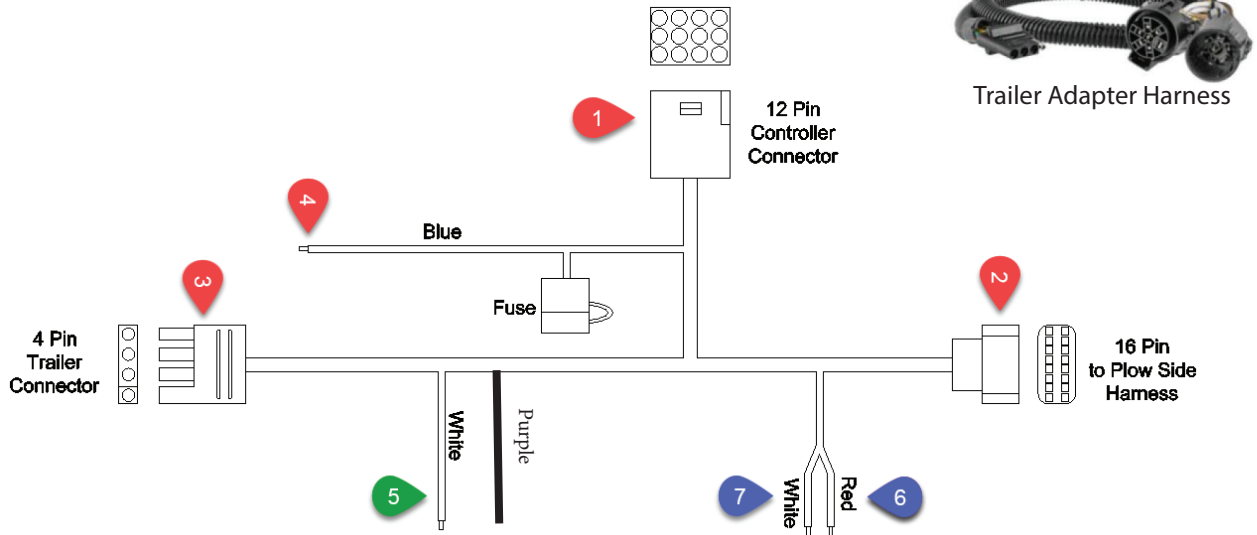 Trailer Adapter Harness
1
12 Pin
Controller
Connector
4
Blue
Fuse
3
2
4 Pin
Trailer
Connector
16 Pin
to Plow Side
Harness
White
Purple
5
7
White
Red
6